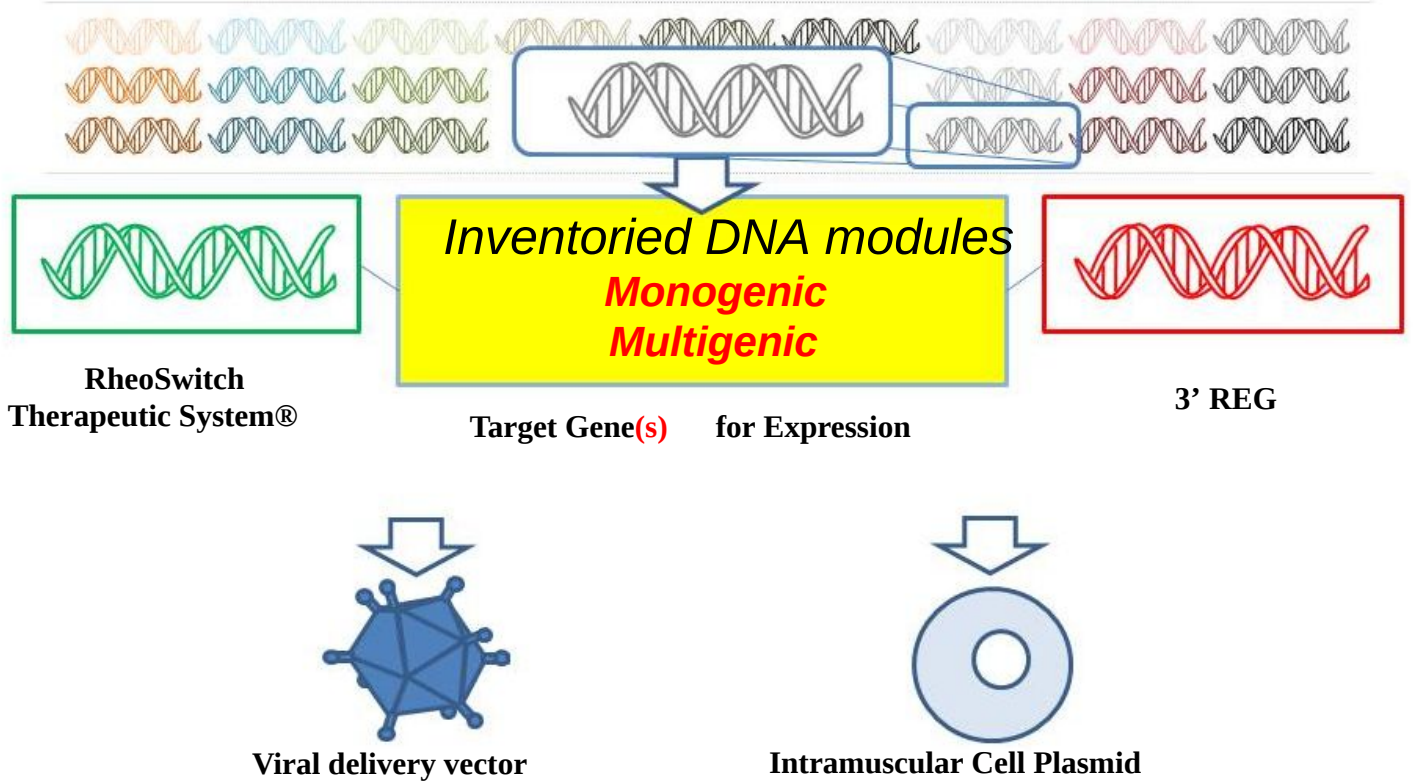 Inventoried DNA modules
Monogenic
Multigenic
RheoSwitch
Therapeutic System®
Target Gene(s) for Expression
3’ REG
Viral delivery vector
Intramuscular Cell Plasmid